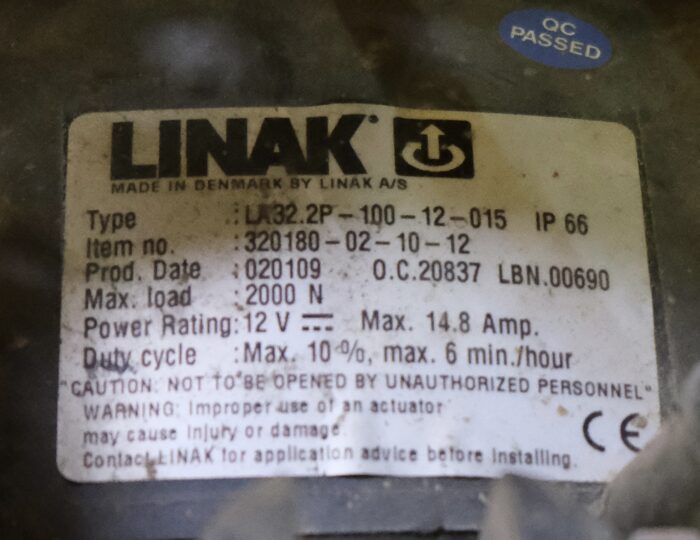 QC
PASSED
LINAK®
MADE IN DENMARK BY LINAK A/S
Type :LA32.2P-100-12-015 IP 66
Item no. :320180-02-10-12
Prod. Date :020109 O.C.20837 LBN.00690
Max. load :2000 N
Power Rating:12 V ⎓ Max. 14.8 Amp.
Duty cycle :Max. 10 %, max. 6 min./hour
"CAUTION: NOT TO BE OPENED BY UNAUTHORIZED PERSONNEL"
WARNING: Improper use of an actuator
may cause injury or damage.
Contact LINAK for application advice before installing.
CE